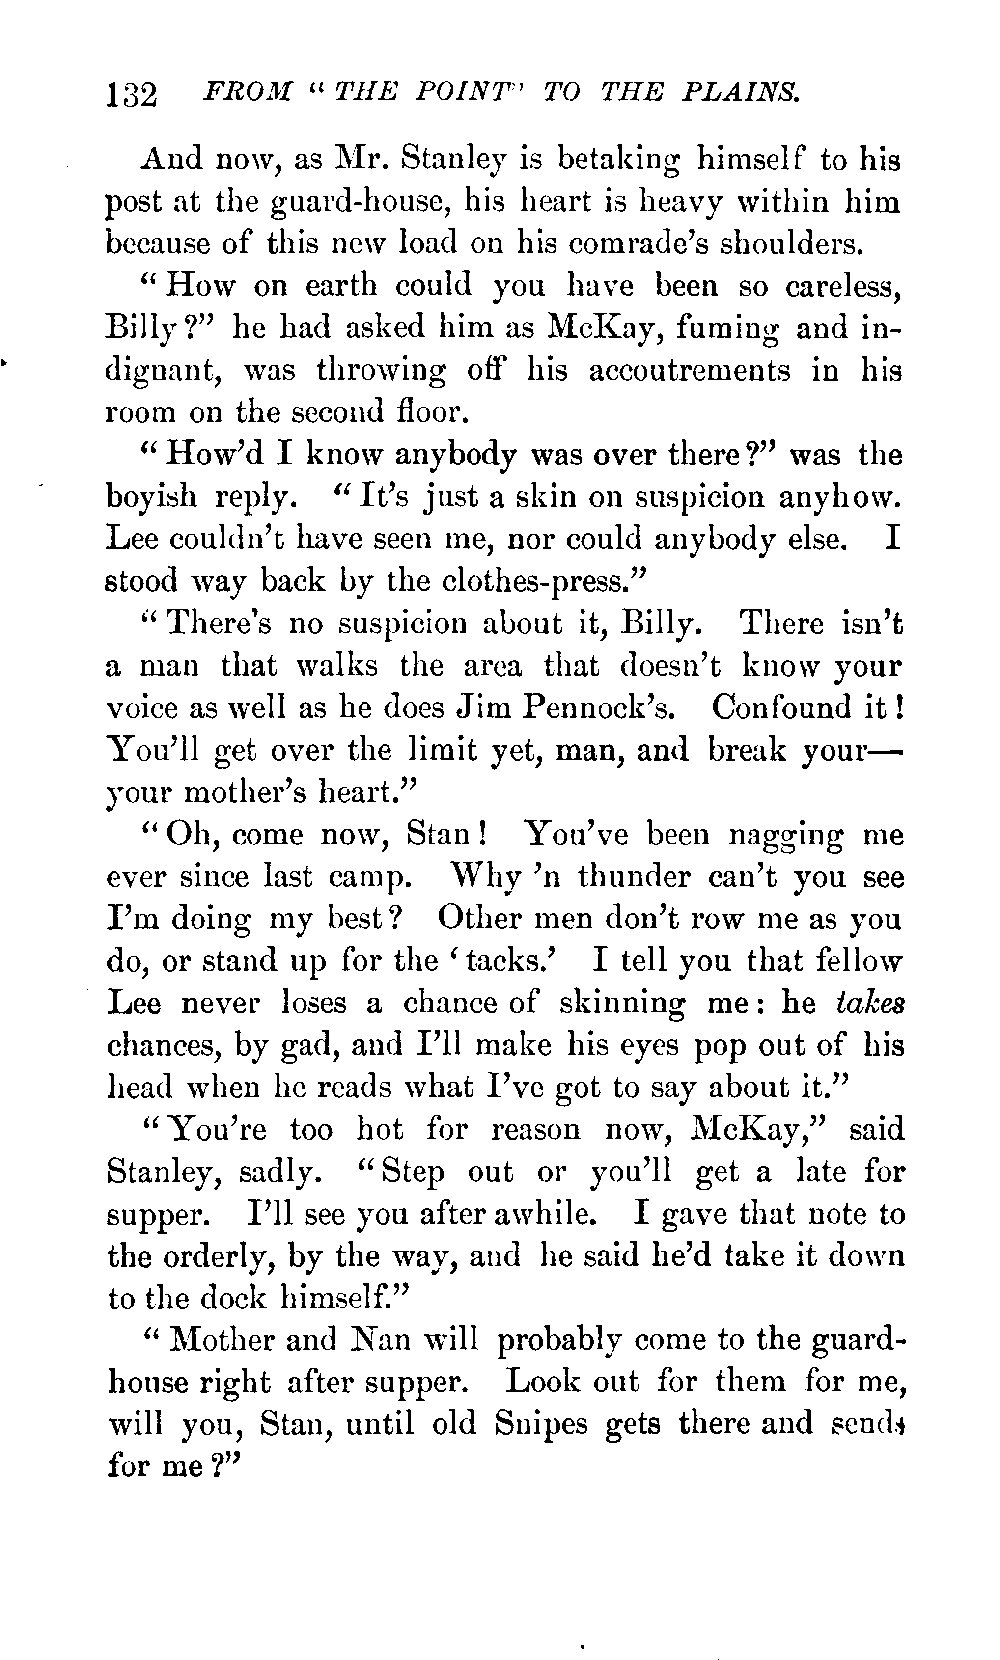 132 FROM “ THE POINT” TO THE PLAINS.
And now, as Mr. Stanley is betaking himself to his
post at the guard-house, his heart is heavy within him
because of this new load on his comrade’s shoulders.
“ How on earth could you have been so careless,
Billy ?” he had asked him as McKay, fuming and in-
dignant, was throwing off his accoutrements in his
room on the second floor.
“ How’d I know anybody was over there ?” was the
boyish reply. “ It’s just a skin on suspicion anyhow.
Lee couldn’t have seen me, nor could anybody else. I
stood way back by the clothes-press.”
“ There’s no suspicion about it, Billy. There isn’t
a man that walks the area that doesn’t know your
voice as well as he does Jim Pennock’s. Confound it !
You’ll get over the limit yet, man, and break your—
your mother’s heart.”
“ Oh, come now, Stan ! You’ve been nagging me
ever since last camp. Why ’n thunder can’t you see
I’m doing my best ? Other men don’t row me as you
do, or stand up for the ‘ tacks.’ I tell you that fellow
Lee never loses a chance of skinning me : he takes
chances, by gad, and I’ll make his eyes pop out of his
head when he reads what I’ve got to say about it.”
“ You’re too hot for reason now, McKay,” said
Stanley, sadly. “ Step out or you’ll get a late for
supper. I’ll see you after awhile. I gave that note to
the orderly, by the way, and he said he’d take it down
to the dock himself.”
“ Mother and Nan will probably come to the guard-
house right after supper. Look out for them for me,
will you, Stan, until old Snipes gets there and sends
for me ?”